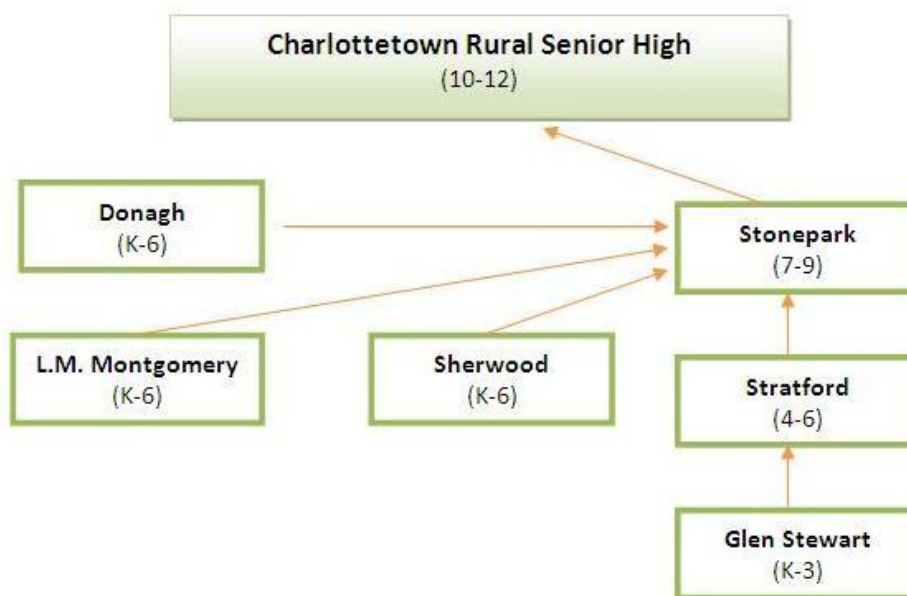 Charlottetown Rural Senior High
(10-12)
Donagh
(K-6)
Stonepark
(7-9)
L.M. Montgomery
(K-6)
Sherwood
(K-6)
Stratford
(4-6)
Glen Stewart
(K-3)